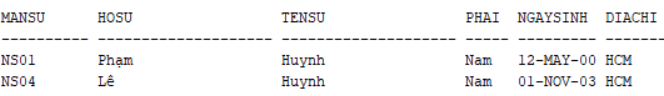 MANSU HOSU TENSU PHAI NGAYSINH DIACHI
---------- -------------------- -------------------- ----- --------- -------
NS01 Phạm Huynh Nam 12-MAY-00 HCM
NS04 Lê Huynh Nam 01-NOV-03 HCM